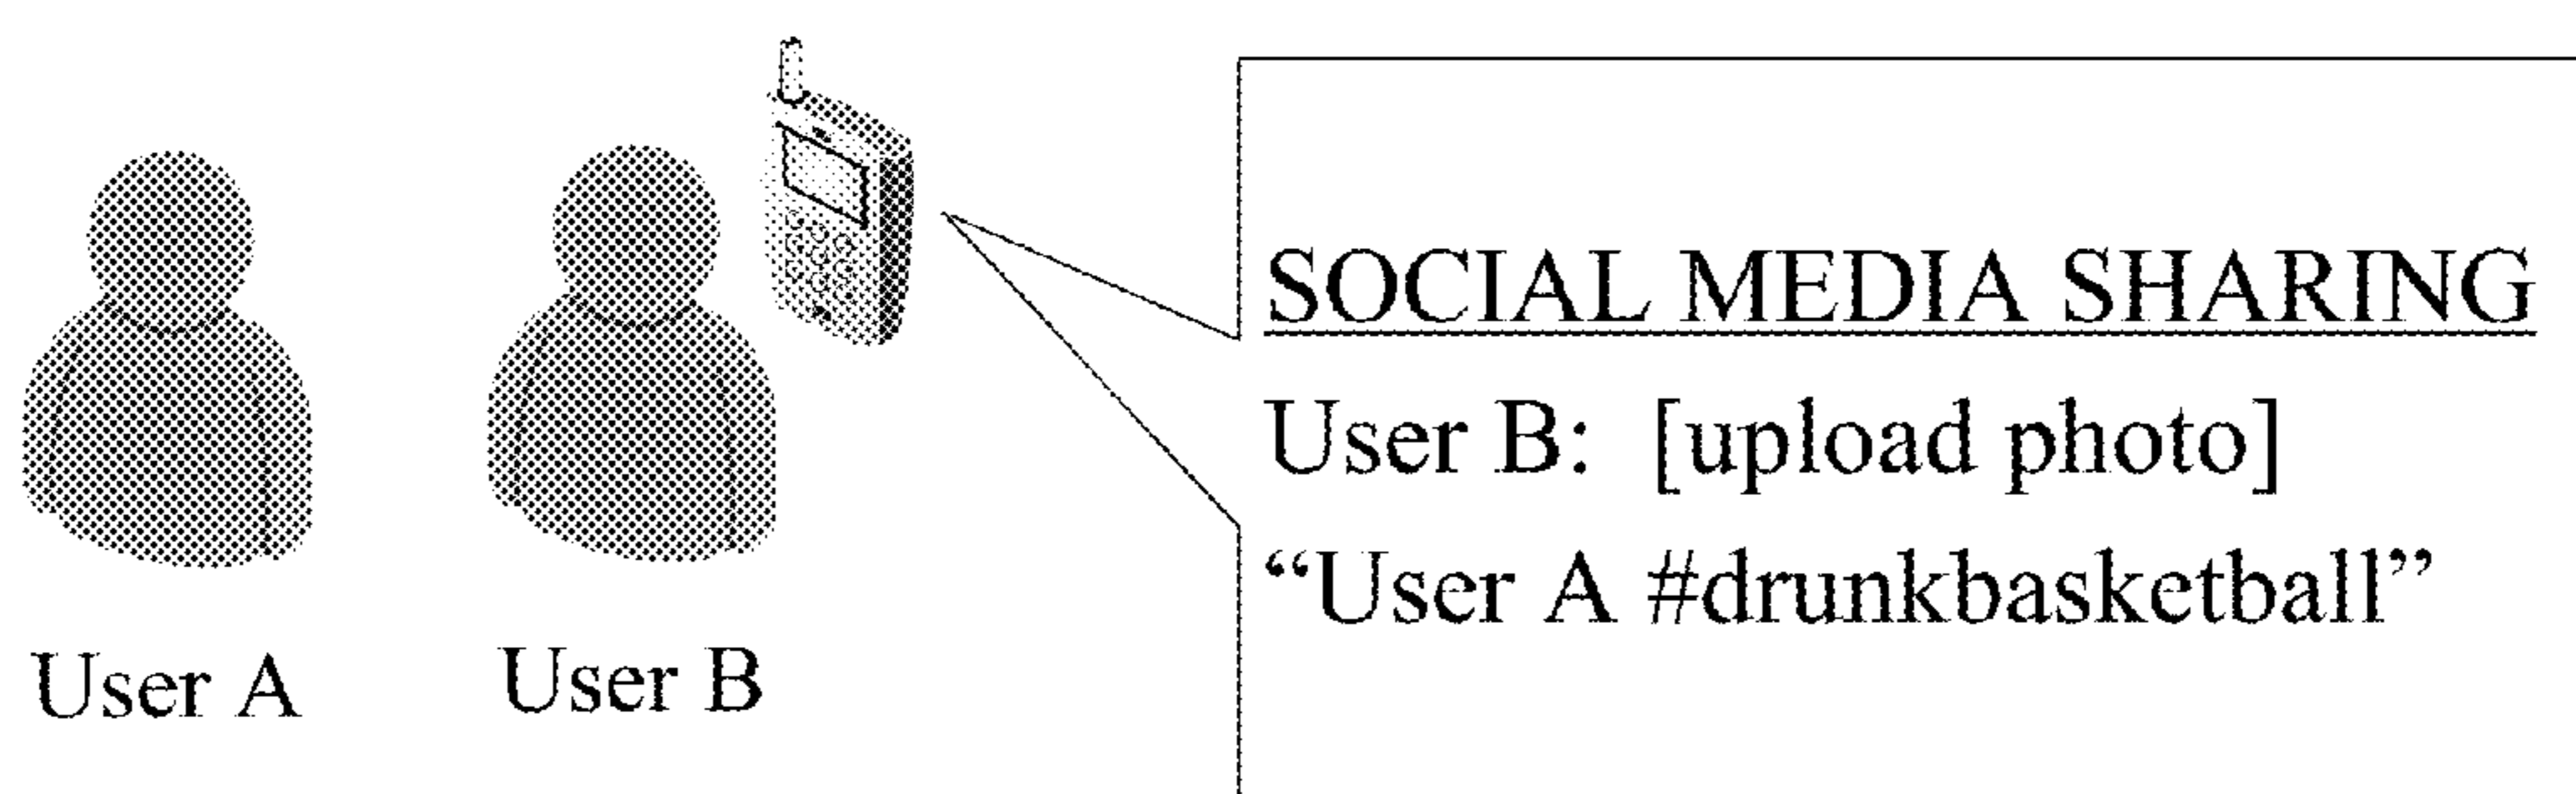 SOCIAL MEDIA SHARING
User B: [upload photo]
“User A #drunkbasketball”
User A
User B